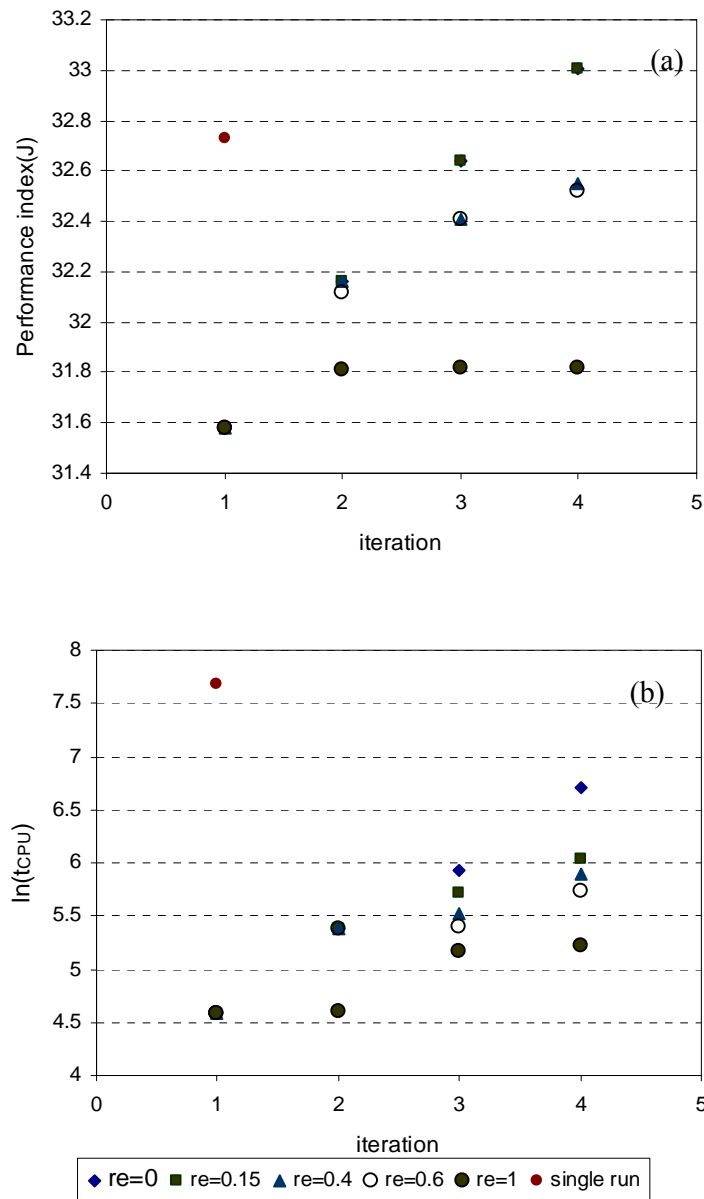 33.2
33
32.8
32.6
32.4
32.2
32
31.8
31.6
31.4
Performance index(J)
(a)
0 1 2 3 4 5
iteration
8
7.5
7
6.5
6
5.5
5
4.5
4
ln(tCPU)
(b)
0 1 2 3 4 5
iteration
re=0 re=0.15 re=0.4 re=0.6 re=1 single run